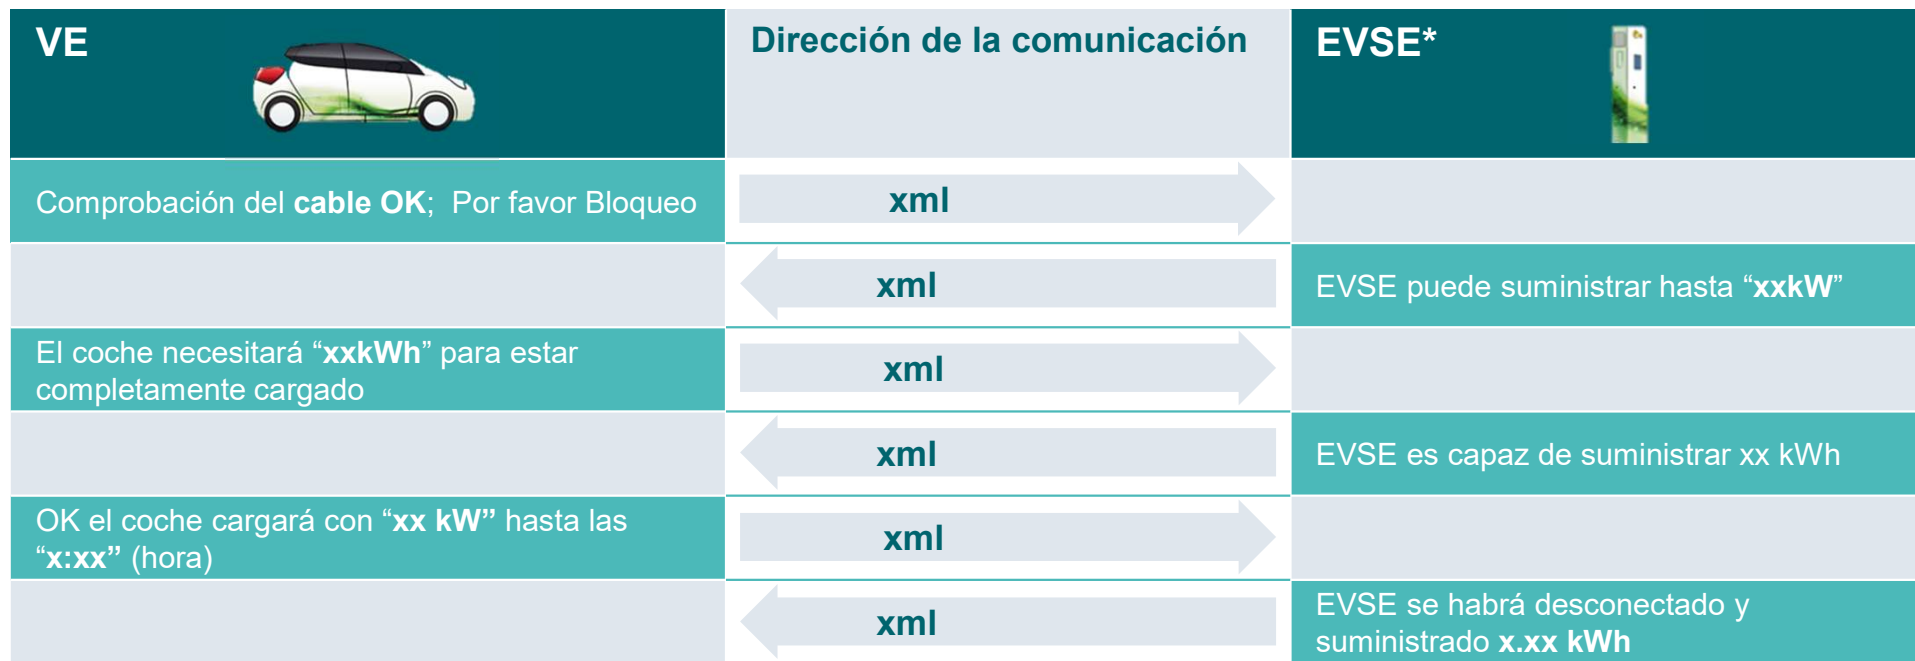 VE
Dirección de la comunicación
EVSE*
Comprobación del cable OK;  Por favor Bloqueo
xml
xml
EVSE puede suministrar hasta “xxkW”
El coche necesitará “xxkWh” para estar
completamente cargado
xml
xml
EVSE es capaz de suministrar xx kWh
OK el coche cargará con “xx kW” hasta las
“x:xx” (hora)
xml
xml
EVSE se habrá desconectado y
suministrado x.xx kWh